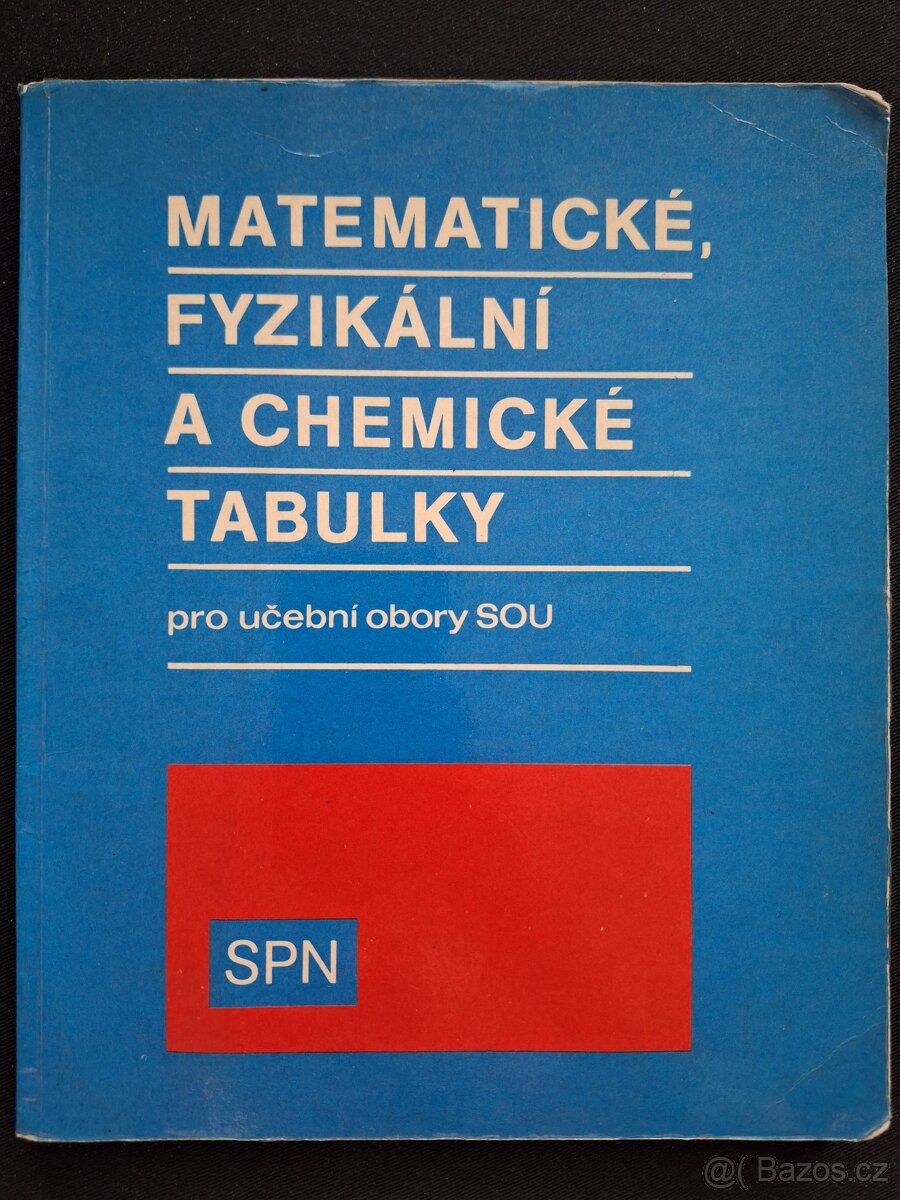 MATEMATICKÉ,
FYZIKÁLNÍ
A CHEMICKÉ
TABULKY
pro učební obory SOU
SPN
@( Bazos.cz